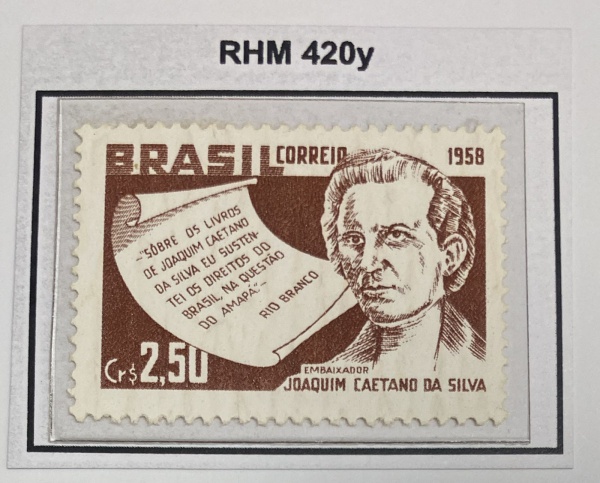 RHM 420y
BRASIL CORREIO 1958
-"SÔBRE OS LIVROS
DE JOAQUIM CAETANO
DA SILVA EU SUSTEN-
TEI OS DIREITOS DO
BRASIL, NA QUESTÃO
DO AMAPÁ"-
RIO BRANCO
Cr$ 2,50
EMBAIXADOR
JOAQUIM CAETANO DA SILVA